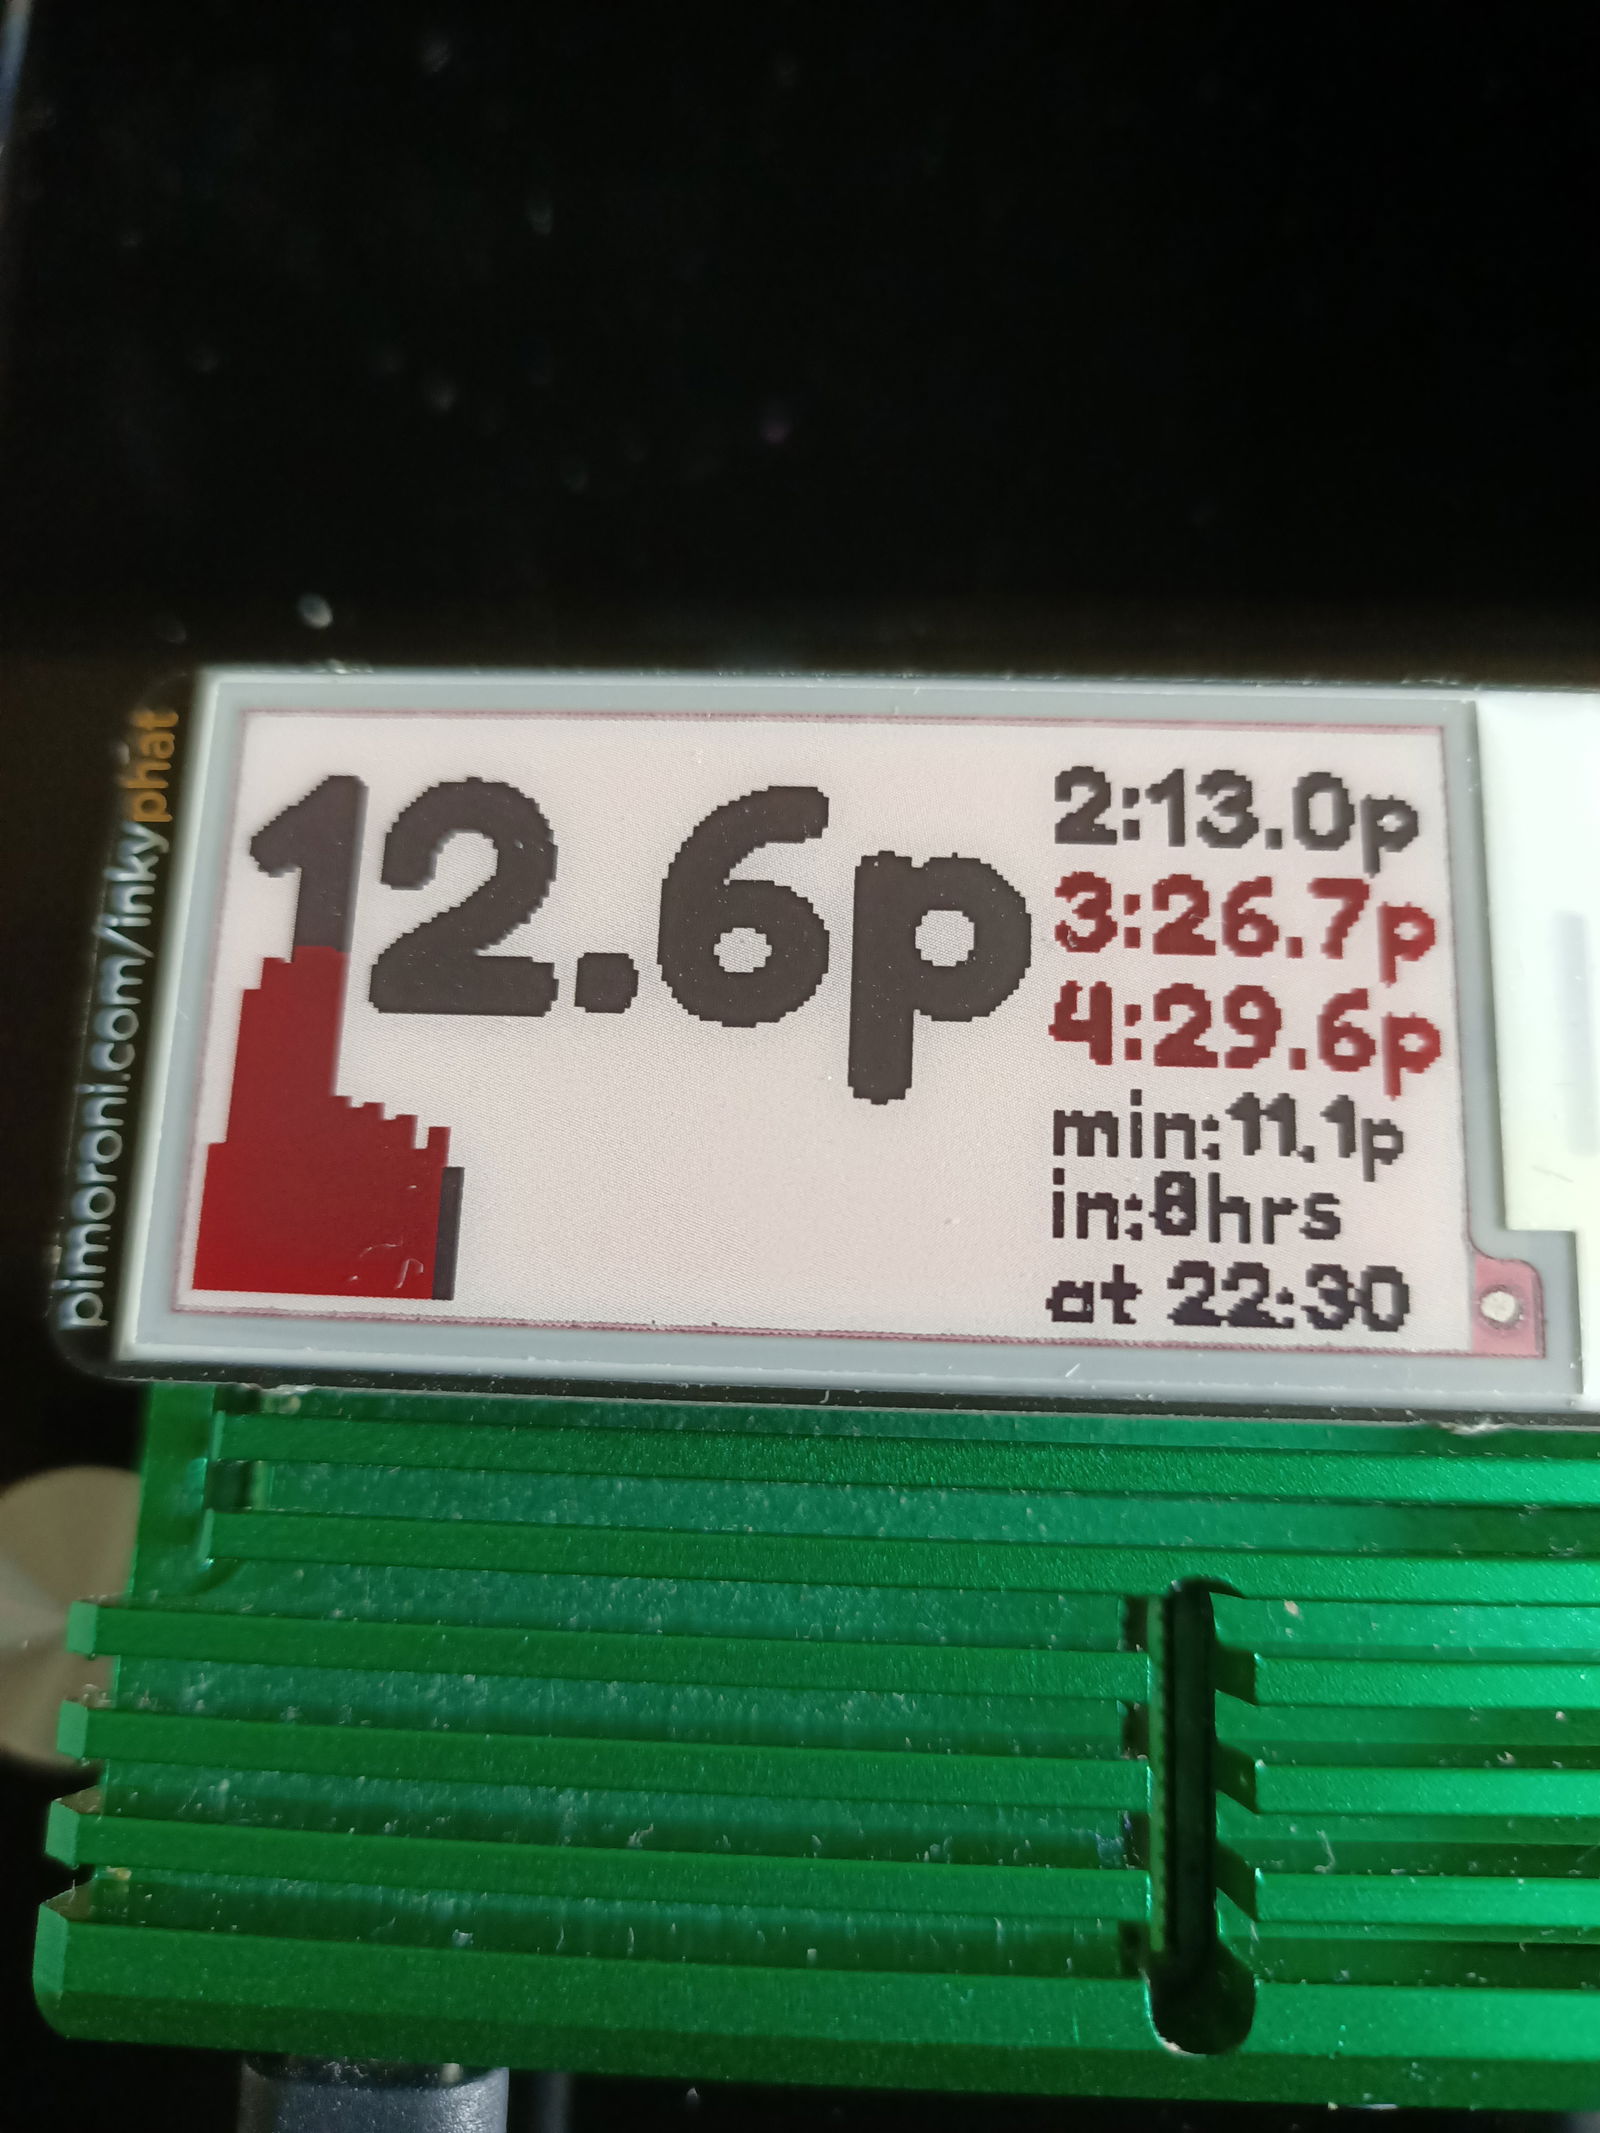 pimoroni.com/inkyphat
12.6p
2:13.0p
3:26.7p
4:29.6p
min:11.1p
in:8hrs
at 22:30